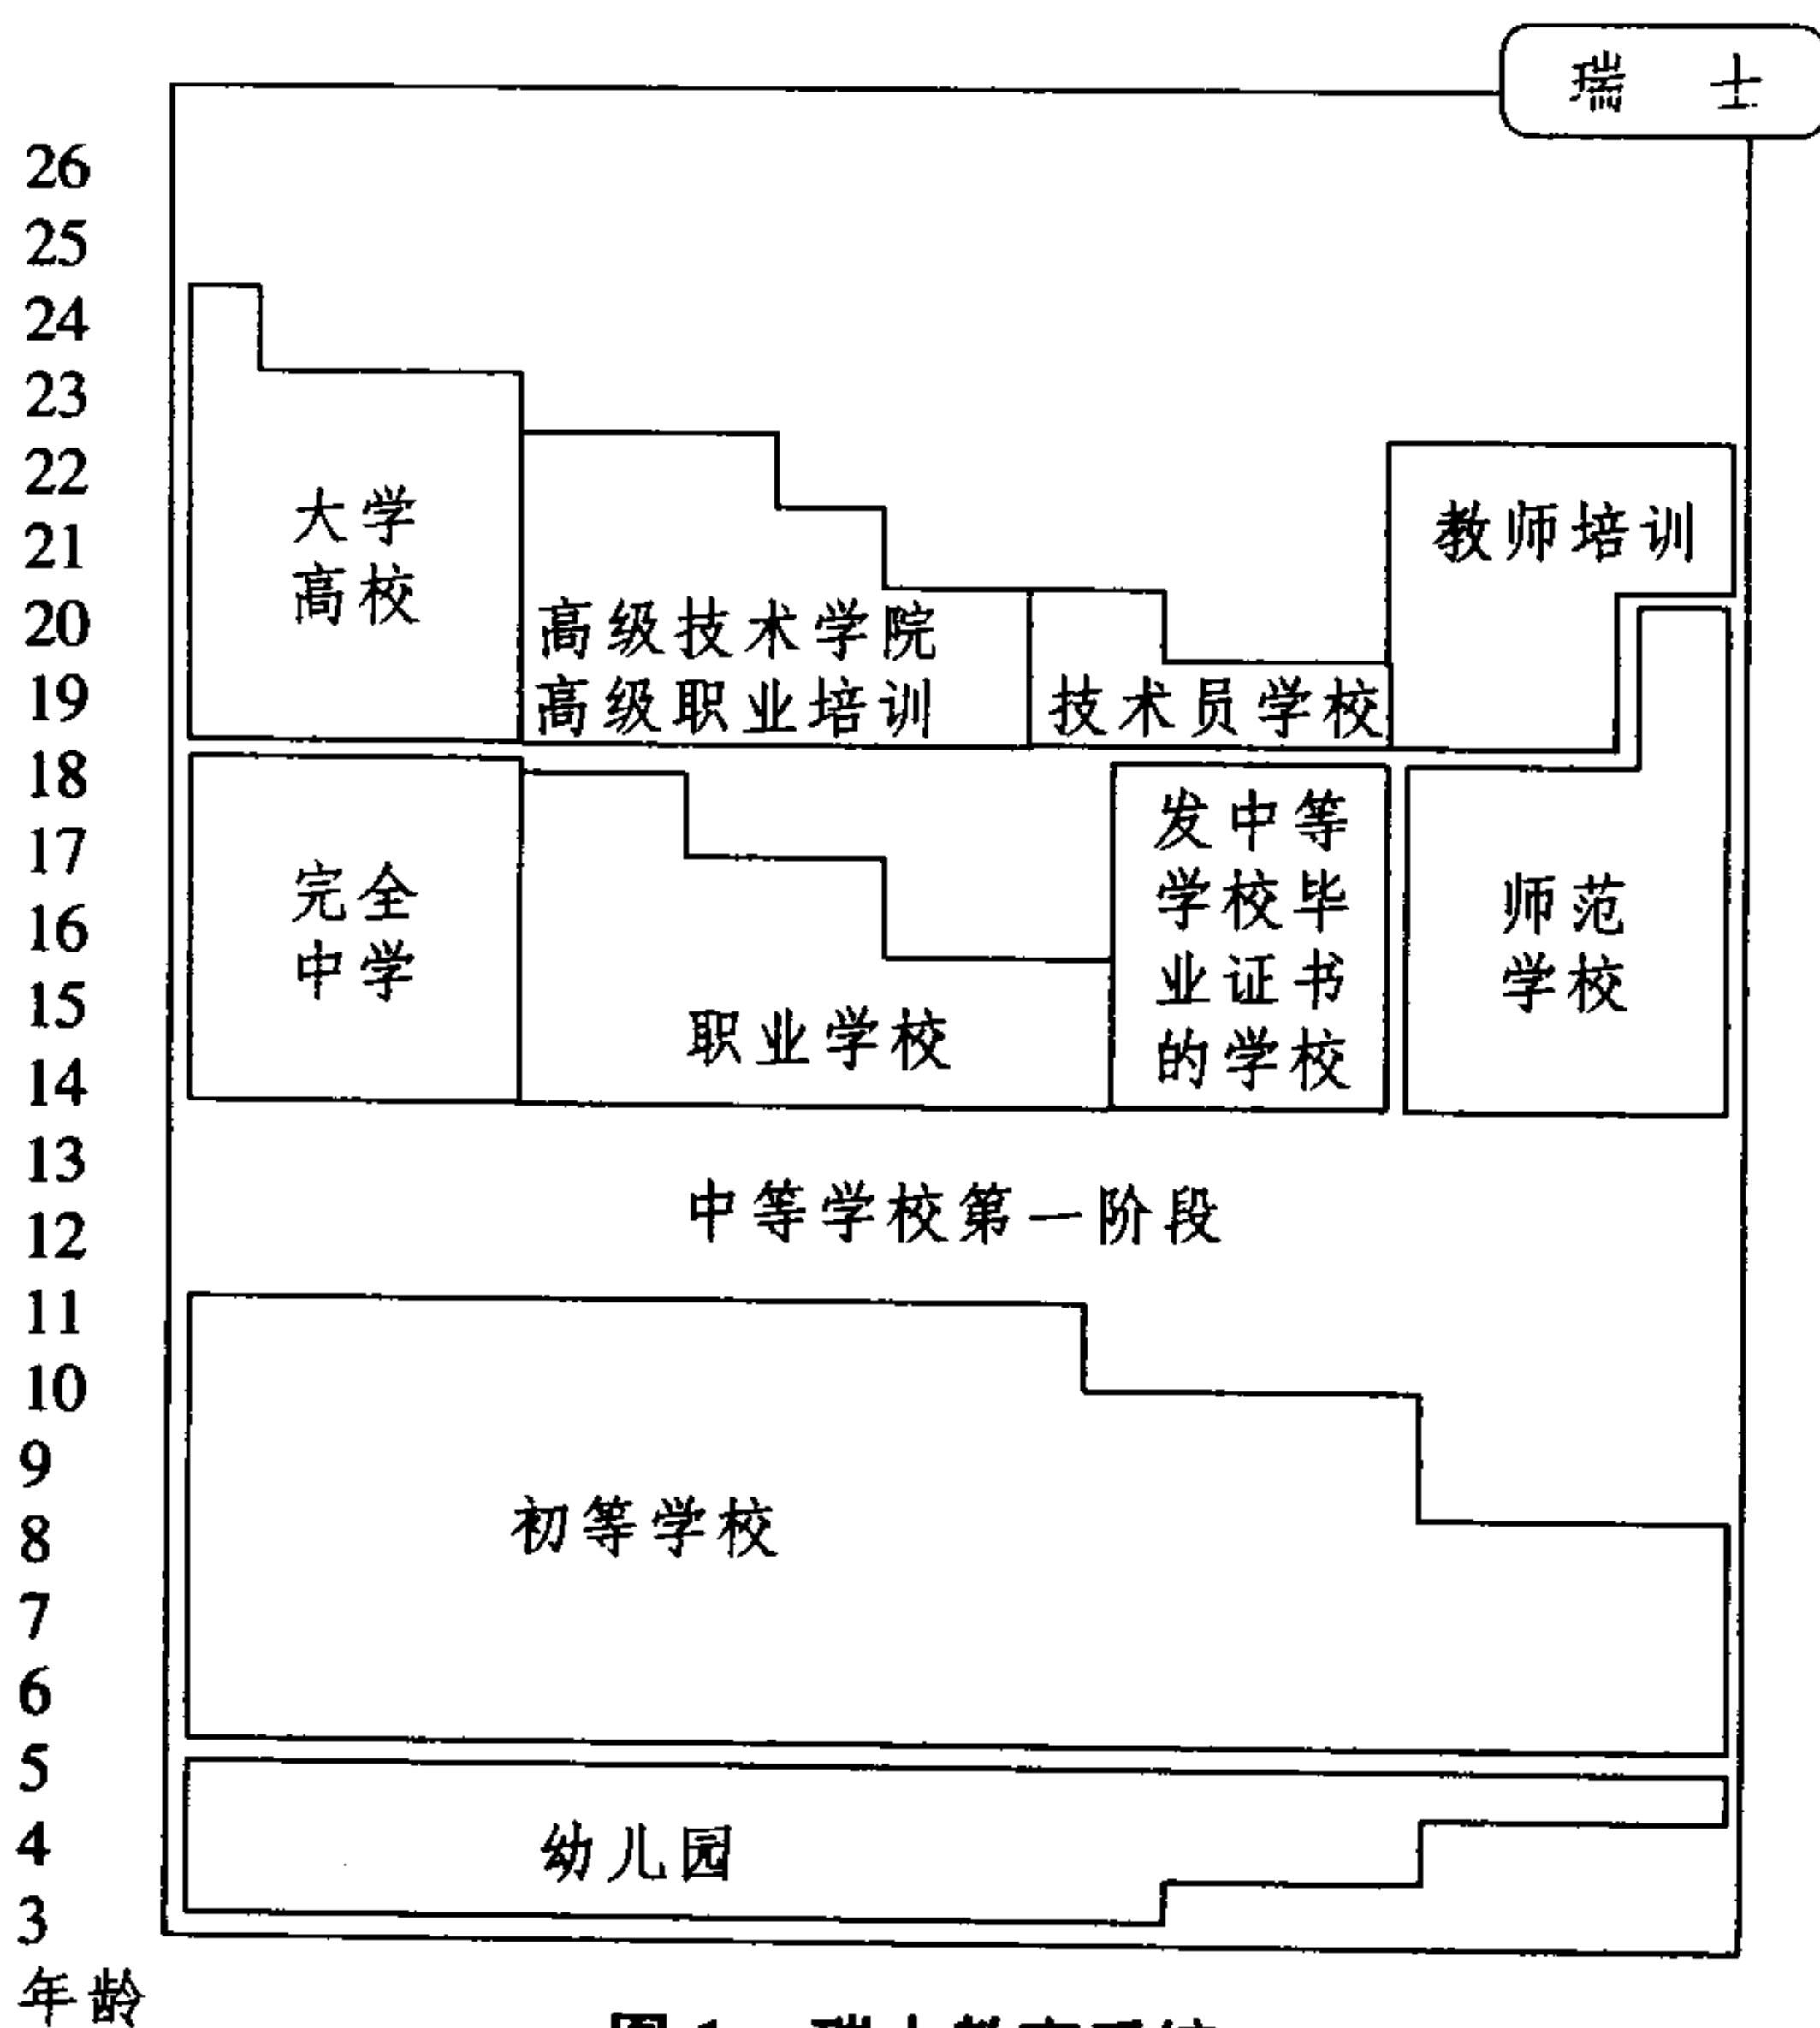 瑞 士
26
25
24
23
22
21
20
19
18
17
16
15
14
13
12
11
10
9
8
7
6
5
4
3
年龄
大学
高校
高级技术学院
高级职业培训
技术员学校
教师培训
完全
中学
职业学校
发中等
学校毕
业证书
的学校
师范
学校
中等学校第一阶段
初等学校
幼儿园